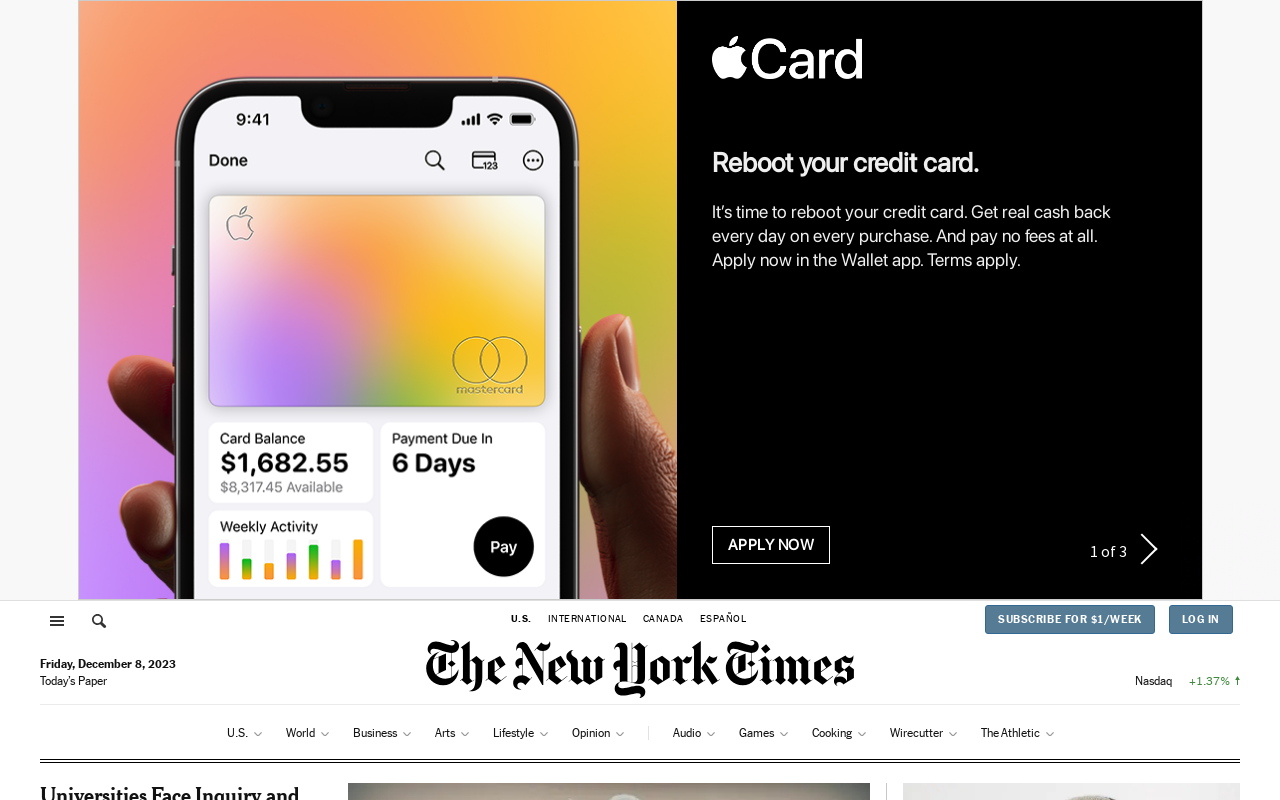 Card
9:41
Done
123
mastercard
Card Balance
$1,682.55
$8,317.45 Available
Payment Due In
6 Days
Weekly Activity
Pay
Reboot your credit card.
It's time to reboot your credit card. Get real cash back
every day on every purchase. And pay no fees at all.
Apply now in the Wallet app. Terms apply.
APPLY NOW
1 of 3
U.S. INTERNATIONAL CANADA ESPAÑOL
SUBSCRIBE FOR $1/WEEK
LOG IN
Friday, December 8, 2023
Today's Paper
The New York Times
Nasdaq +1.37%
U.S. World Business Arts Lifestyle Opinion Audio Games Cooking Wirecutter The Athletic
Universities Face Inquiry and